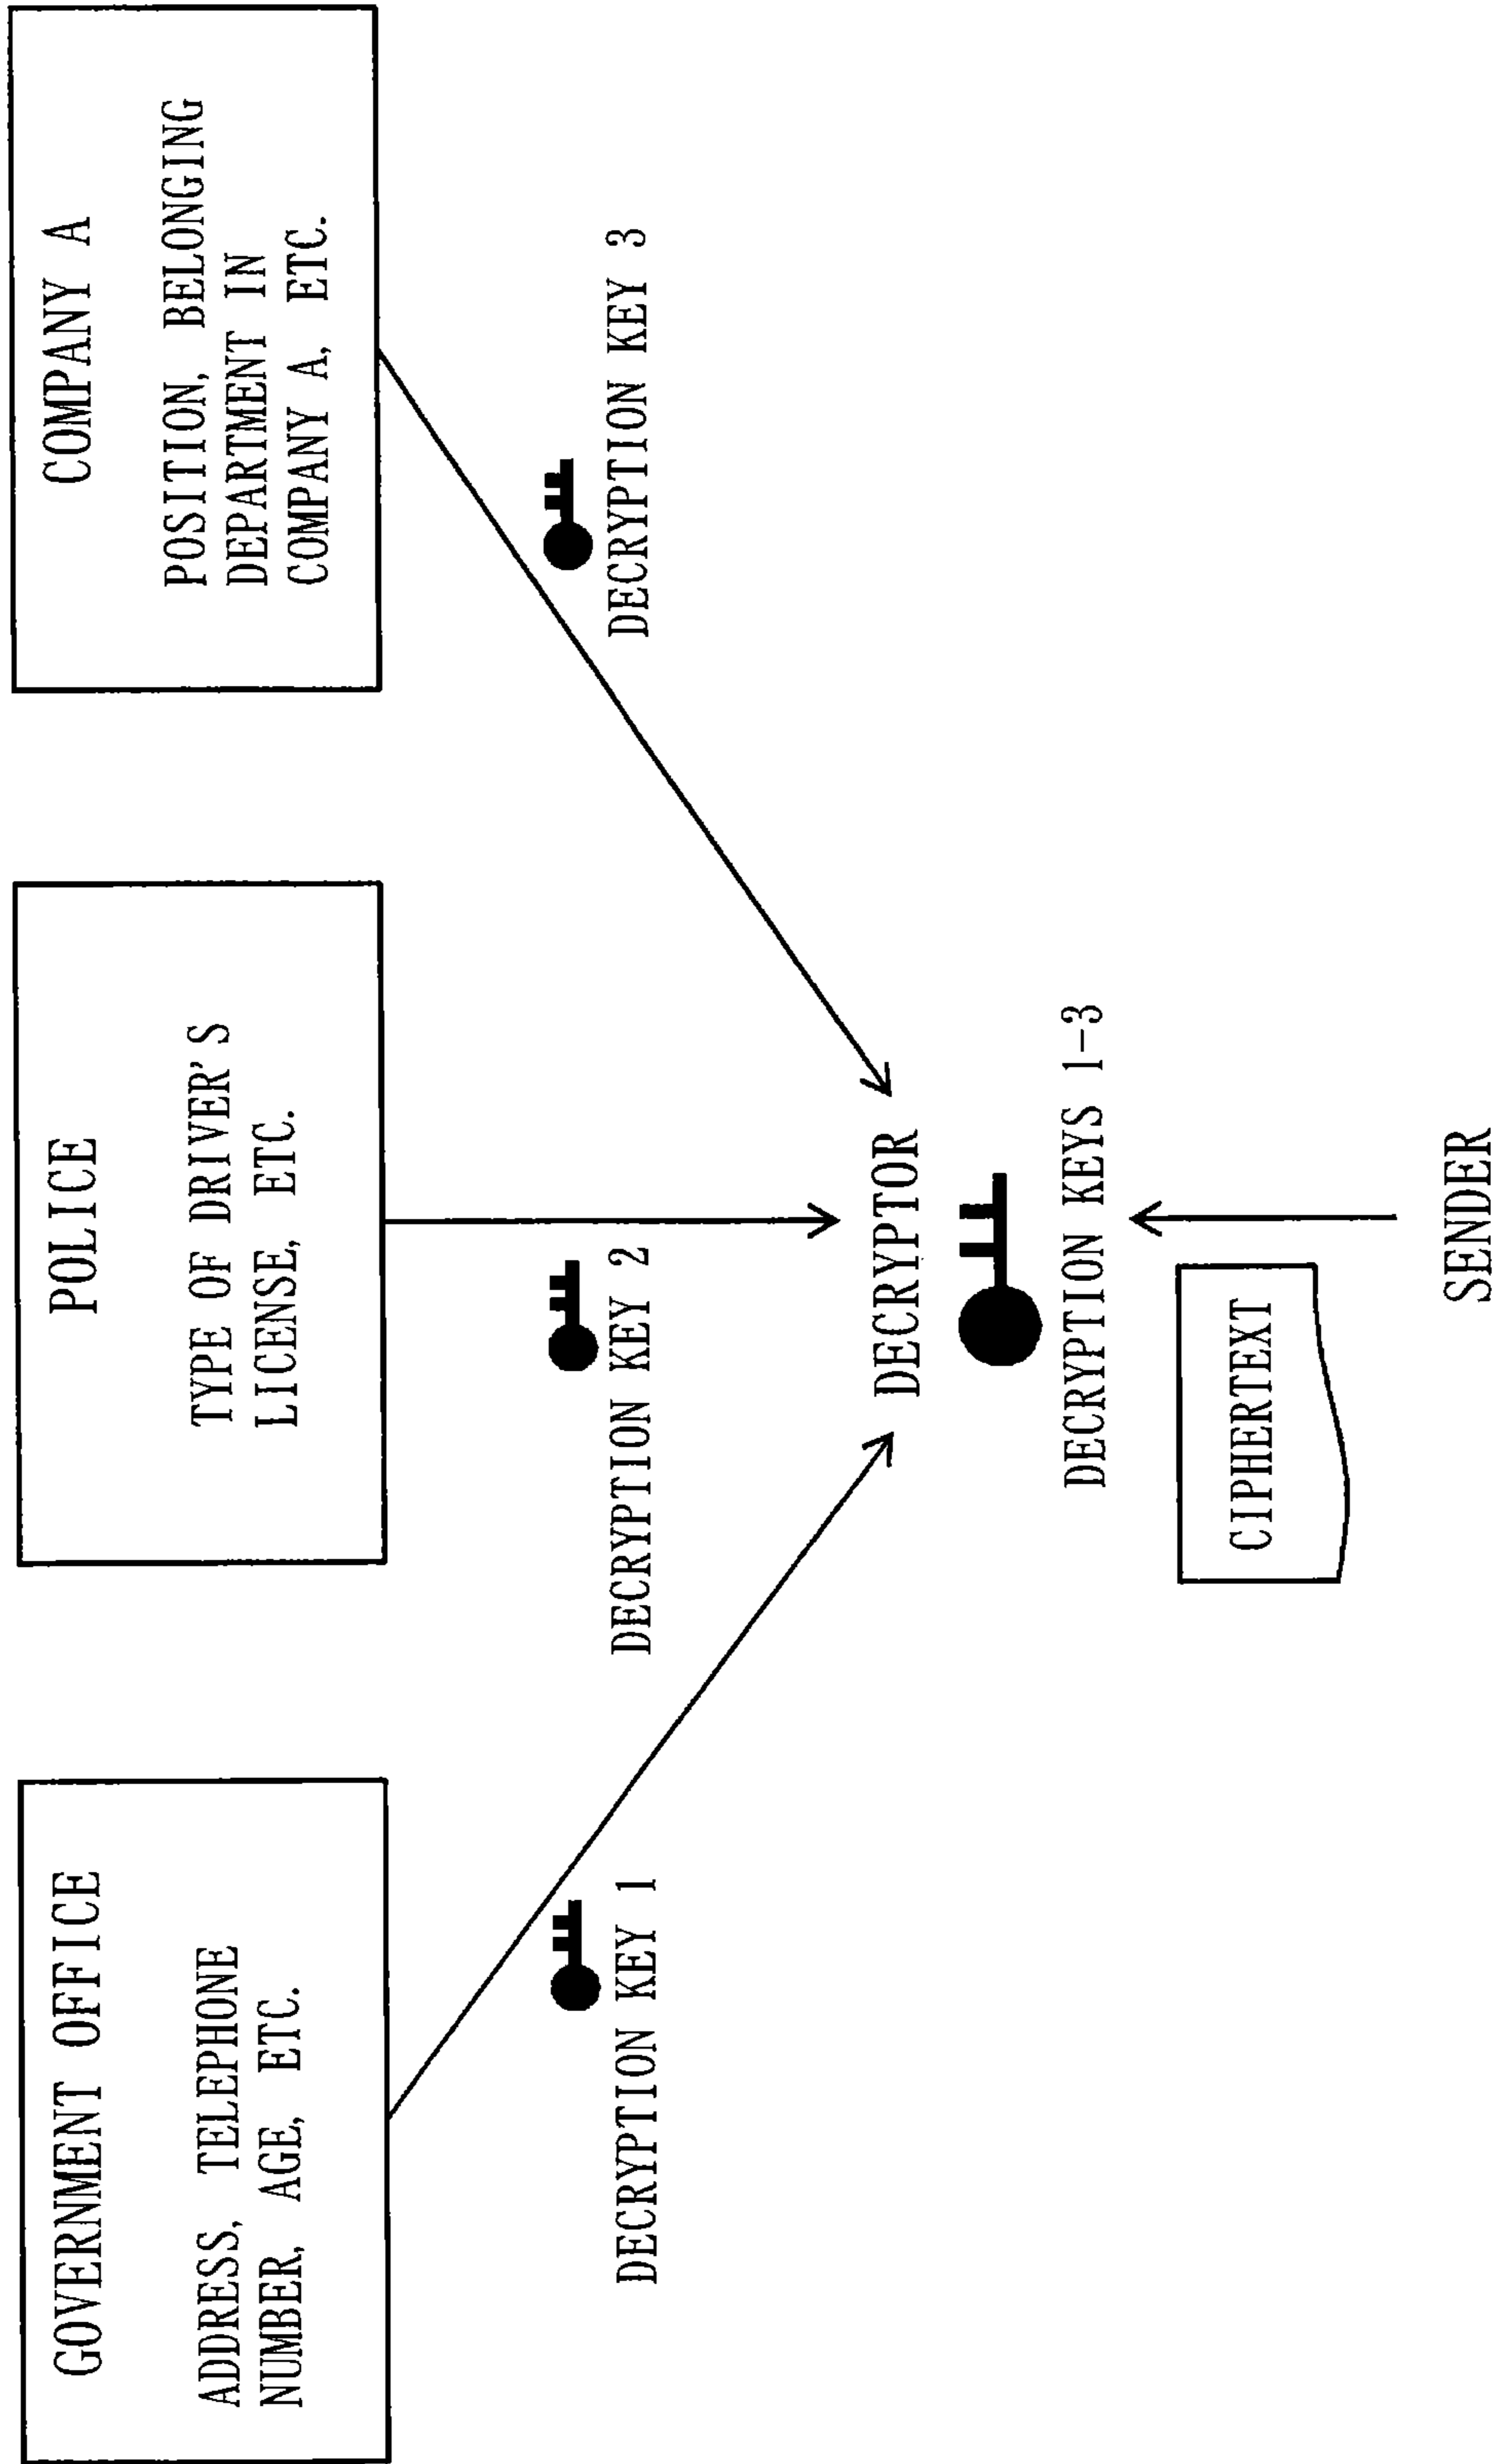 GOVERNMENT OFFICE
ADDRESS, TELEPHONE
NUMBER, AGE, ETC.
POLICE
TYPE OF DRIVER'S
LICENSE, ETC.
COMPANY A
POSITION, BELONGING
DEPARTMENT IN
COMPANY A, ETC.
DECRYPTION KEY 1
DECRYPTION KEY 2
DECRYPTION KEY 3
DECRYPTOR
DECRYPTION KEYS 1-3
CIPHERTEXT
SENDER